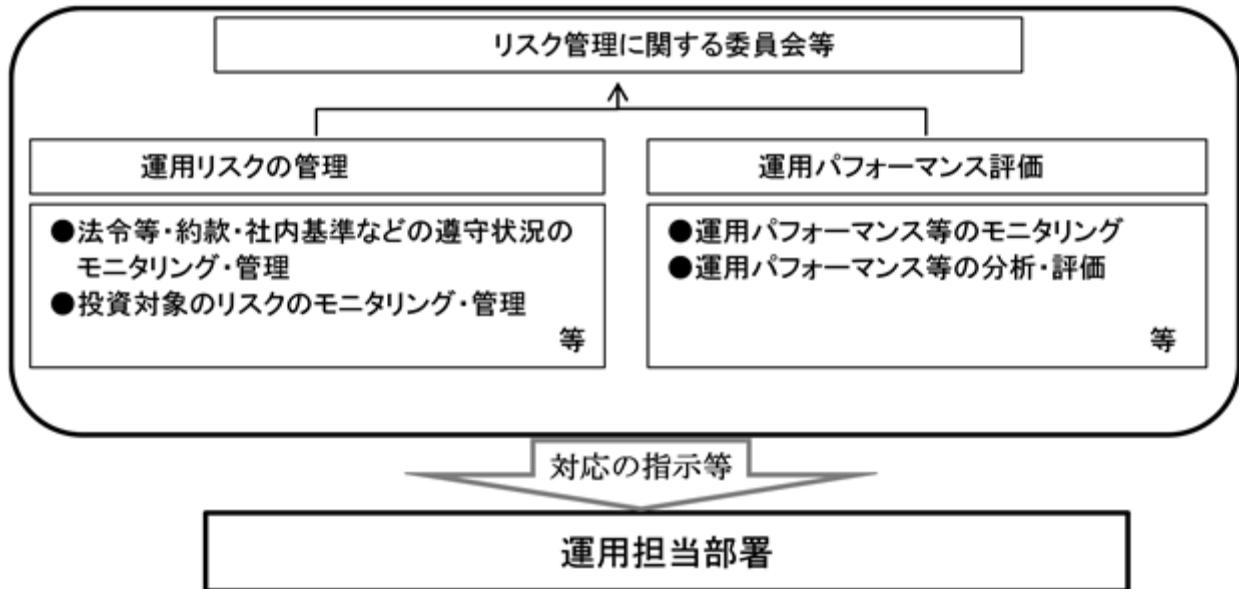 リスク管理に関する委員会等
運用リスクの管理
●法令等・約款・社内基準などの遵守状況の
モニタリング・管理
●投資対象のリスクのモニタリング・管理
等
運用パフォーマンス評価
●運用パフォーマンス等のモニタリング
●運用パフォーマンス等の分析・評価
等
対応の指示等
運用担当部署